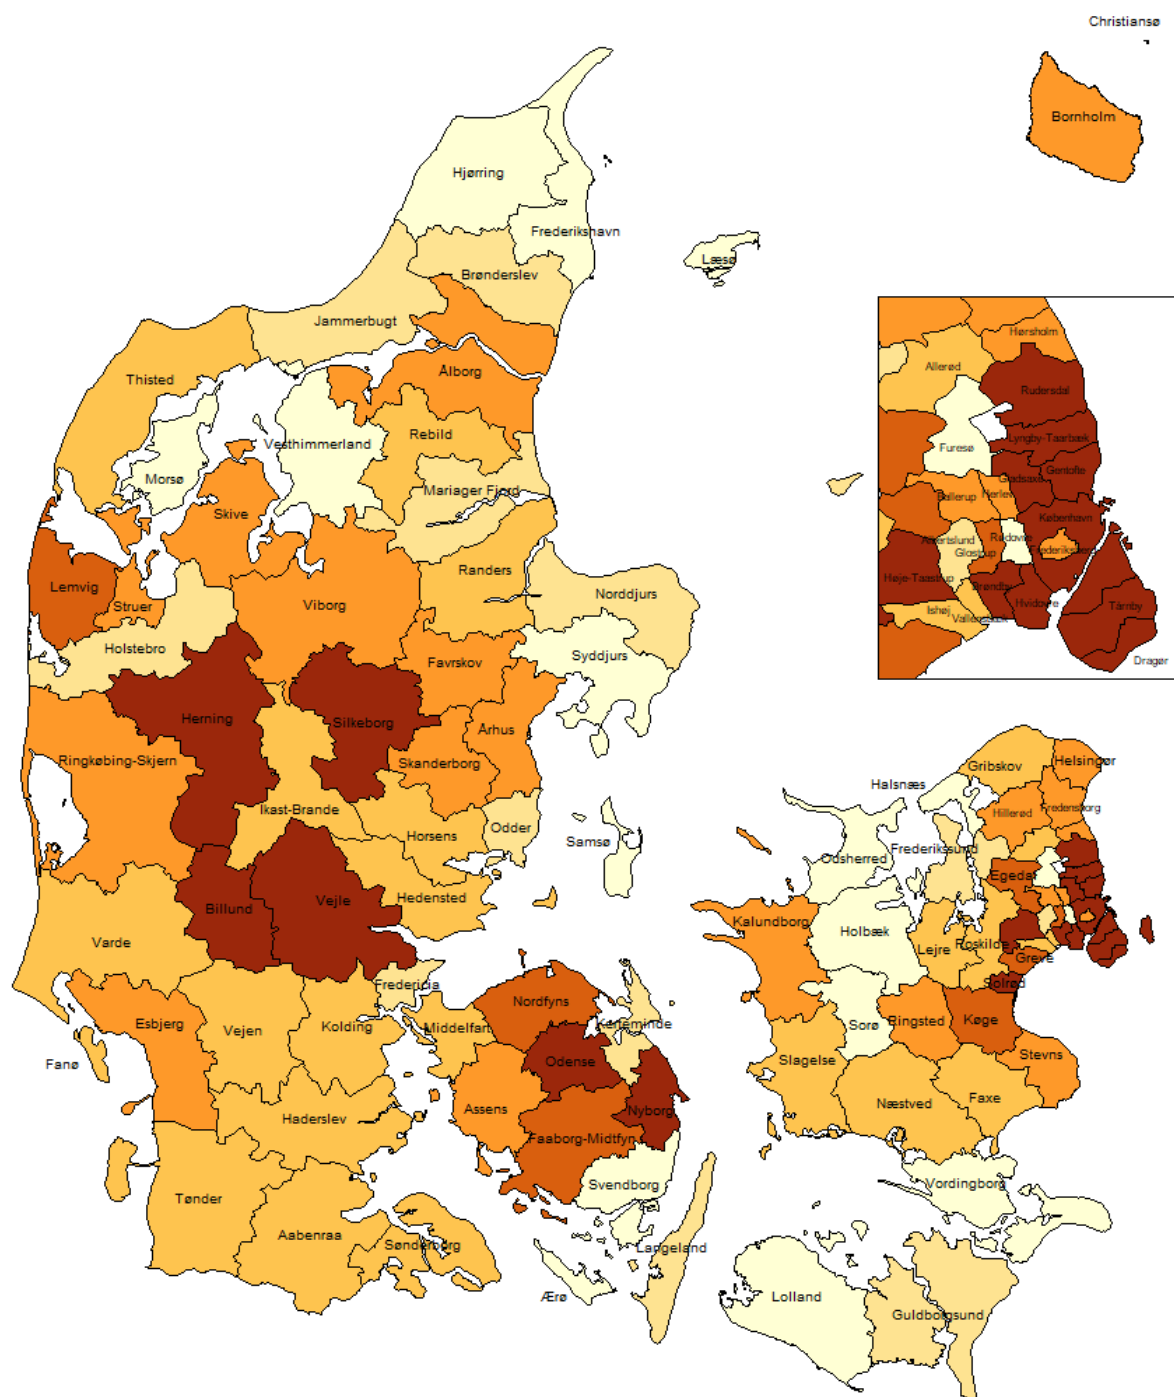 Christiansø
Bornholm
Hjørring
Frederikshavn
Læsø
Brønderslev
Jammerbugt
Thisted
Ålborg
Rebild
Vesthimmerland
Morsø
Mariager Fjord
Skive
Randers
Norddjurs
Lemvig
Struer
Viborg
Holstebro
Syddjurs
Favrskov
Herning
Silkeborg
Århus
Ringkøbing-Skjern
Skanderborg
Ikast-Brande
Horsens
Odder
Samsø
Hedensted
Billund
Vejle
Varde
Fredericia
Esbjerg
Vejen
Kolding
Middelfart
Nordfyns
Kerteminde
Fanø
Odense
Nyborg
Assens
Haderslev
Faaborg-Midtfyn
Svendborg
Tønder
Aabenraa
Sønderborg
Langeland
Ærø
Hørsholm
Allerød
Rudersdal
Lyngby-Taarbæk
Furesø
Gentofte
Gladsaxe
Ballerup
Herlev
København
Albertslund
Rødovre
Glostrup
Frederiksberg
Høje-Taastrup
Brøndby
Hvidovre
Tårnby
Ishøj
Vallensbæk
Dragør
Helsingør
Gribskov
Halsnæs
Hillerød
Fredensborg
Frederikssund
Odsherred
Egedal
Kalundborg
Holbæk
Lejre
Roskilde
Greve
Solrød
Sorø
Ringsted
Køge
Stevns
Slagelse
Næstved
Faxe
Vordingborg
Lolland
Guldborgsund